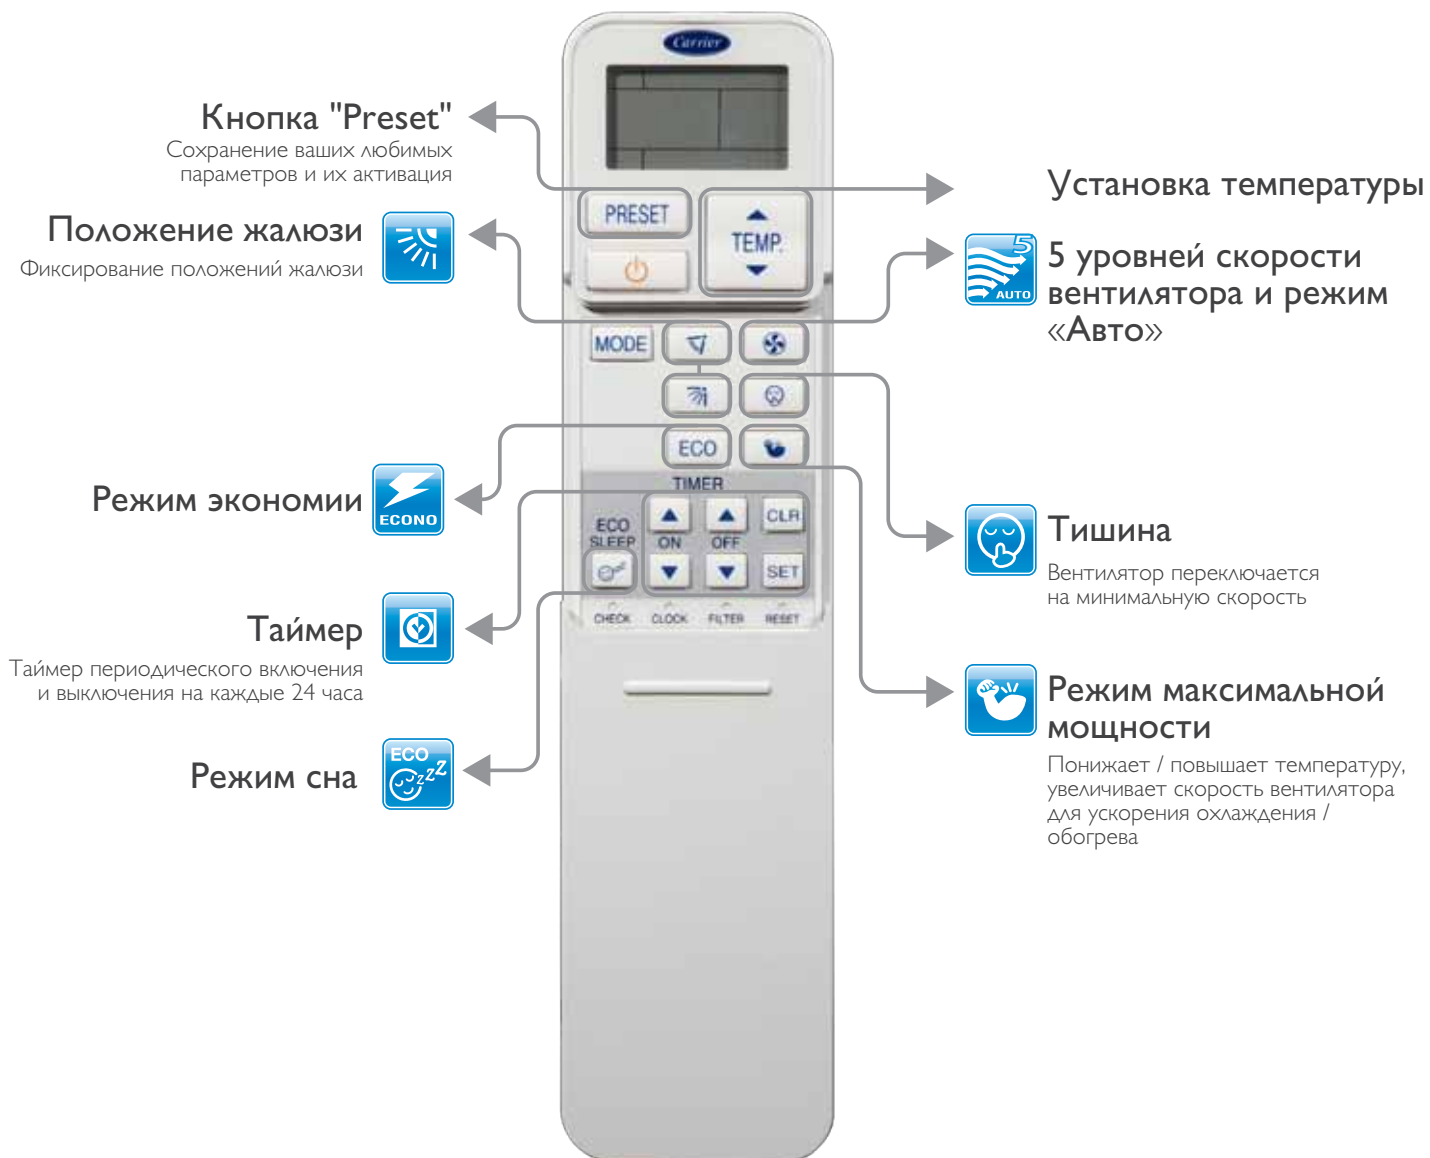 Carrier
Кнопка "Preset"
Сохранение ваших любимых
параметров и их активация
Положение жалюзи
Фиксирование положений жалюзи
Режим экономии
ECONO
Таймер
Таймер периодического включения
и выключения на каждые 24 часа
Режим сна
ECO
zzZ
PRESET
TEMP.
MODE
ECO
TIMER
ECO
SLEEP
ON
OFF
CLR
SET
CHECK
CLOCK
FILTER
RESET
Установка температуры
5
AUTO
5 уровней скорости
вентилятора и режим
«Авто»
Тишина
Вентилятор переключается
на минимальную скорость
Режим максимальной
мощности
Понижает / повышает температуру,
увеличивает скорость вентилятора
для ускорения охлаждения /
обогрева